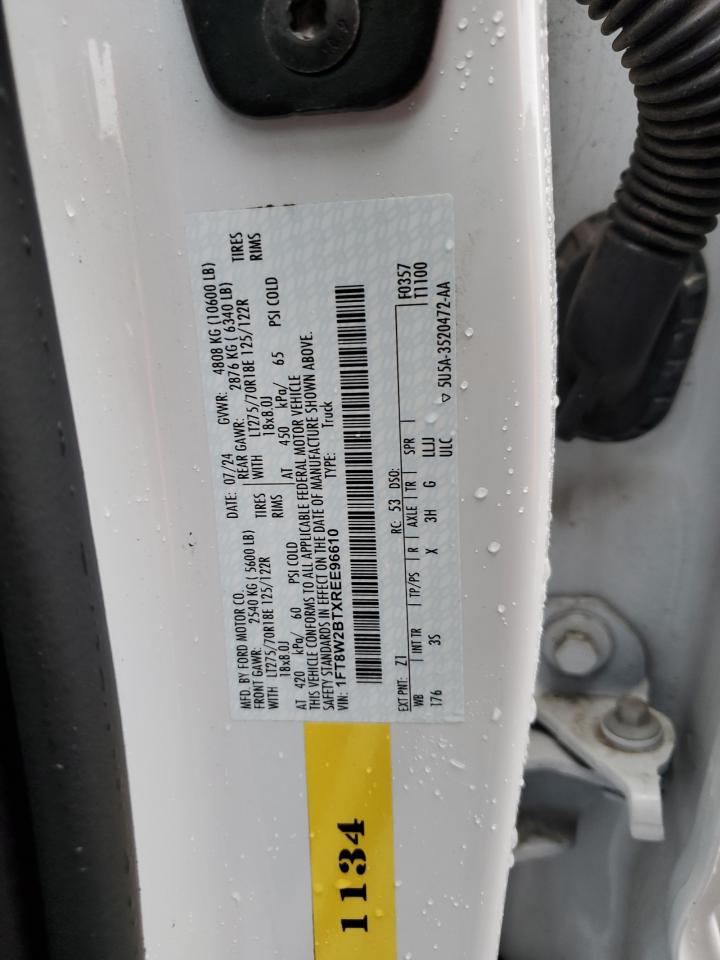 MFD. BY FORD MOTOR CO. DATE: 07/24 GVWR: 4808 KG (10600 LB)
FRONT GAWR: 2540 KG ( 5600 LB) REAR GAWR: 2876 KG ( 6340 LB)
WITH LT275/70R18E 125/122R TIRES WITH LT275/70R18E 125/122R TIRES
18x8.0J RIMS 18x8.0J RIMS
AT 420 kPa/ 60 PSI COLD AT 450 kPa/ 65 PSI COLD
THIS VEHICLE CONFORMS TO ALL APPLICABLE FEDERAL MOTOR VEHICLE
SAFETY STANDARDS IN EFFECT ON THE DATE OF MANUFACTURE SHOWN ABOVE.
VIN: 1FT8W2BTXREE96610 TYPE: Truck
EXT PNT: Z1 RC: 53 DSO: F0357
WB INT TR TP/PS R AXLE TR SPR T1100
176 3S X 3H G LLJJ
ULC ▽ 5U5A-3520472-AA
1134